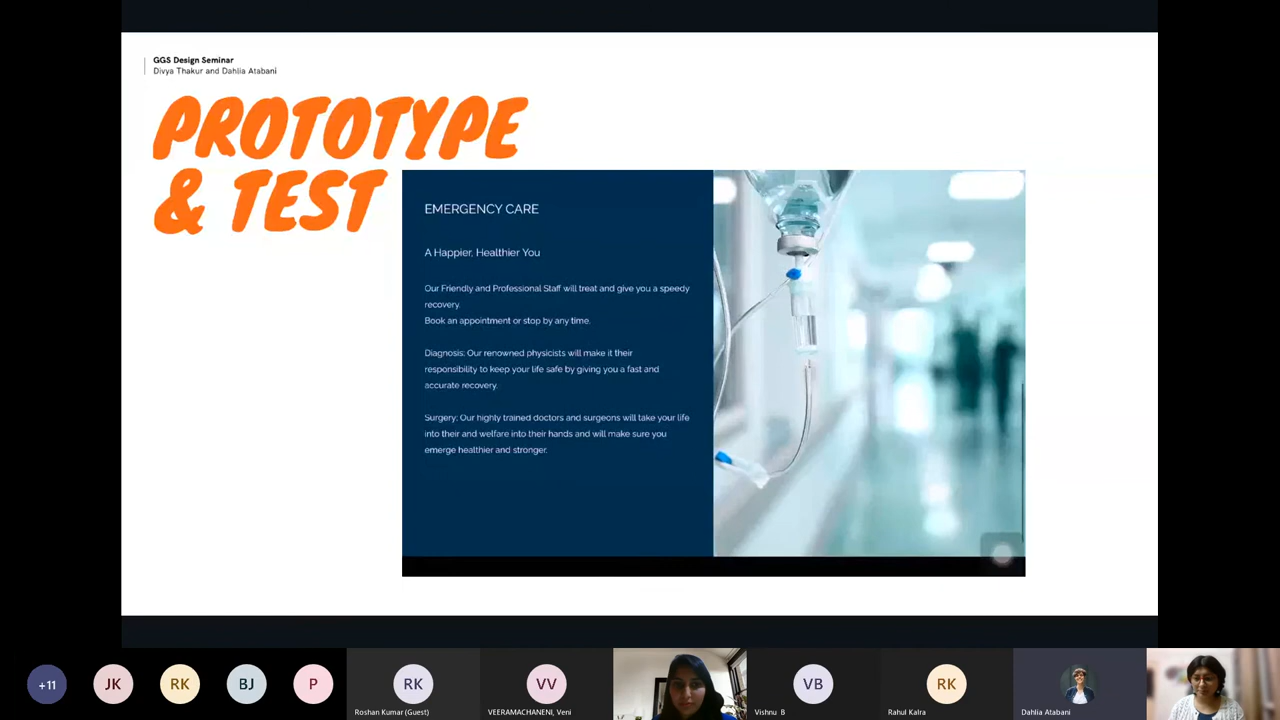 GGS Design Seminar
Divya Thakur and Dahlia Atabani
PROTOTYPE
& TEST
EMERGENCY CARE
A Happier, Healthier You
Our Friendly and Professional Staff will treat and give you a speedy
recovery.
Book an appointment or stop by any time.
Diagnosis: Our renowned physicists will make it their
responsibility to keep your life safe by giving you a fast and
accurate recovery.
Surgery: Our highly trained doctors and surgeons will take your life
into their and welfare into their hands and will make sure you
emerge healthier and stronger.
+11
JK
RK
BJ
P
RK
Roshan Kumar (Guest)
VV
VEERAMACHANENI, Veni
VB
Vishnu B
RK
Rahul Kalra
Dahlia Atabani